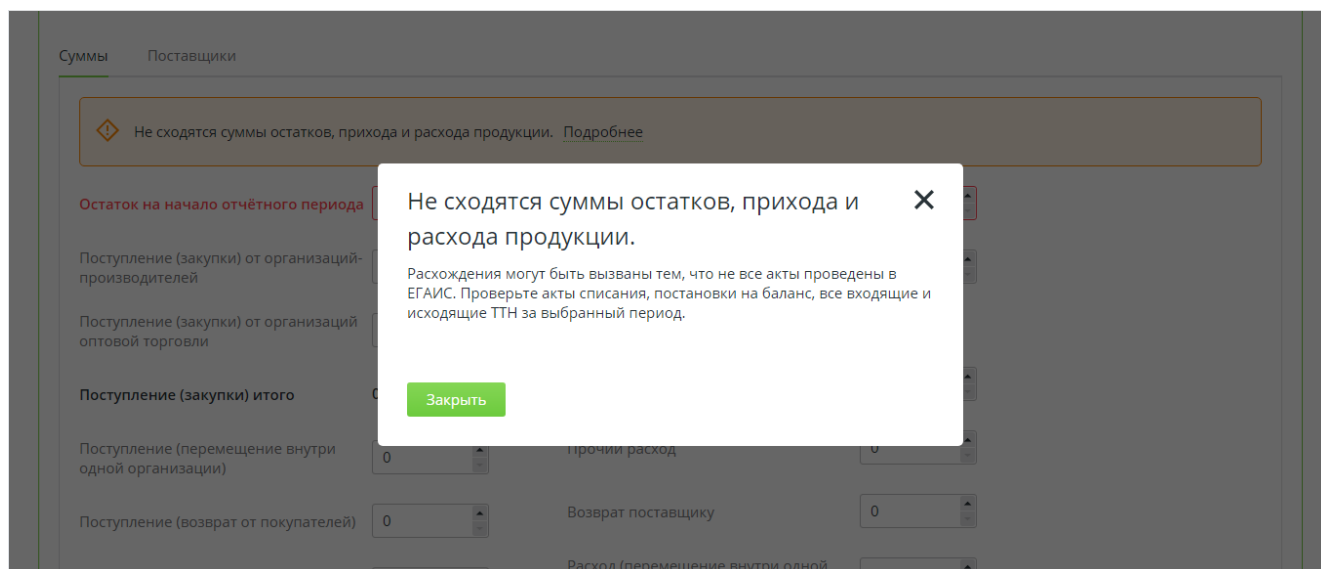 Суммы Поставщики
Не сходятся суммы остатков, прихода и расхода продукции. Подробнее
Не сходятся суммы остатков, прихода и
расхода продукции.
Расхождения могут быть вызваны тем, что не все акты проведены в
ЕГАИС. Проверьте акты списания, постановки на баланс, все входящие и
исходящие ТТН за выбранный период.
Закрыть
Остаток на начало отчётного периода
Поступление (закупки) от организаций-
производителей
Поступление (закупки) от организаций
оптовой торговли
Поступление (закупки) итого
Поступление (перемещение внутри
одной организации)
0
Прочий расход
0
Поступление (возврат от покупателей)
0
Возврат поставщику
0
Расход (перемещение внутри одной